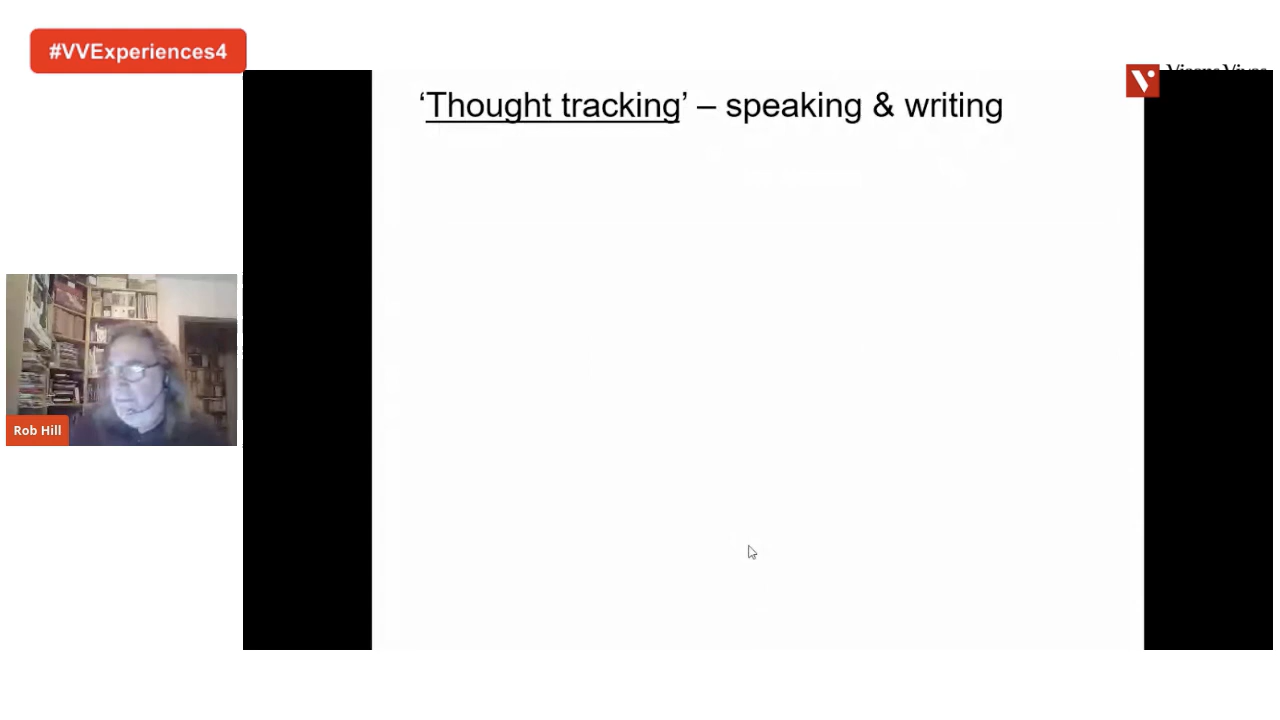 #VVExperiences4
‘Thought tracking’ – speaking & writing
Rob Hill